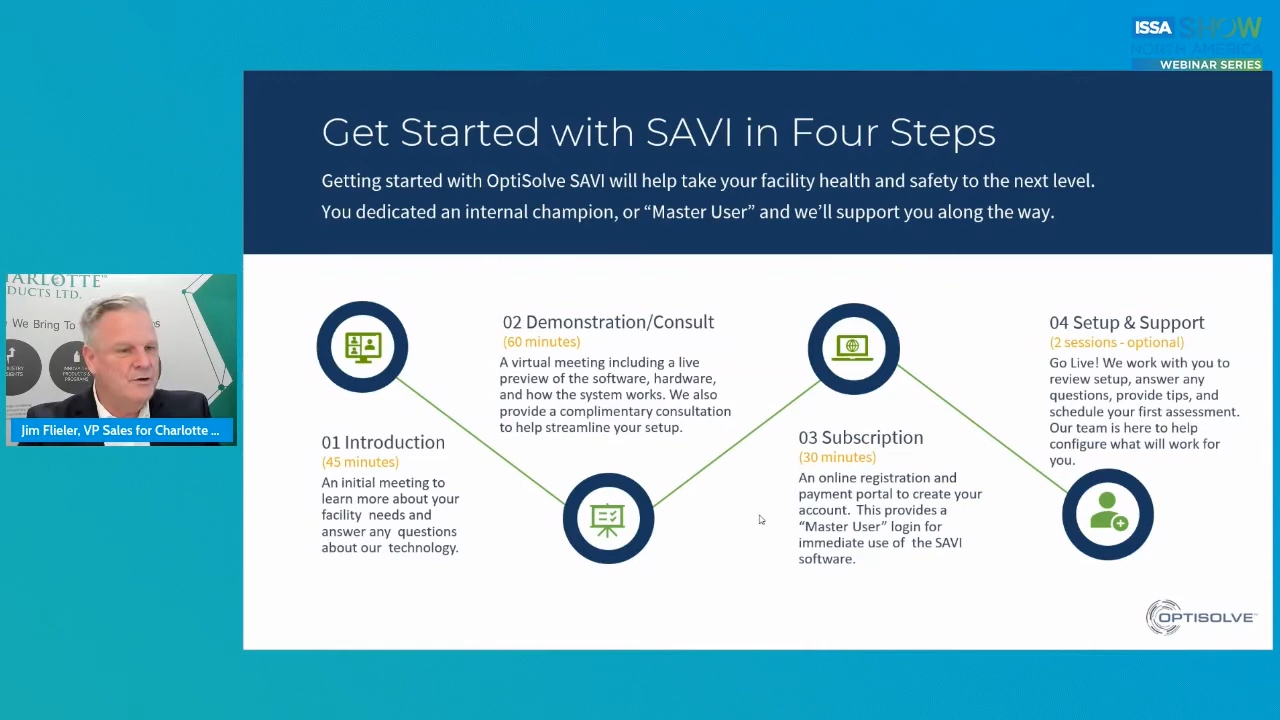 ISSA SHOW
NORTH AMERICA
WEBINAR SERIES
Get Started with SAVI in Four Steps
Getting started with OptiSolve SAVI will help take your facility health and safety to the next level.
You dedicated an internal champion, or “Master User” and we’ll support you along the way.
ARLOTTE™
DUCTS LTD.
We Bring To
Jim Flieler, VP Sales for Charlotte ...
01 Introduction
(45 minutes)
An initial meeting to
learn more about your
facility needs and
answer any questions
about our technology.
02 Demonstration/Consult
(60 minutes)
A virtual meeting including a live
preview of the software, hardware,
and how the system works. We also
provide a complimentary consultation
to help streamline your setup.
03 Subscription
(30 minutes)
An online registration and
payment portal to create your
account. This provides a
“Master User” login for
immediate use of the SAVI
software.
04 Setup & Support
(2 sessions - optional)
Go Live! We work with you to
review setup, answer any
questions, provide tips, and
schedule your first assessment.
Our team is here to help
configure what will work for
you.
OPTISOLVE™